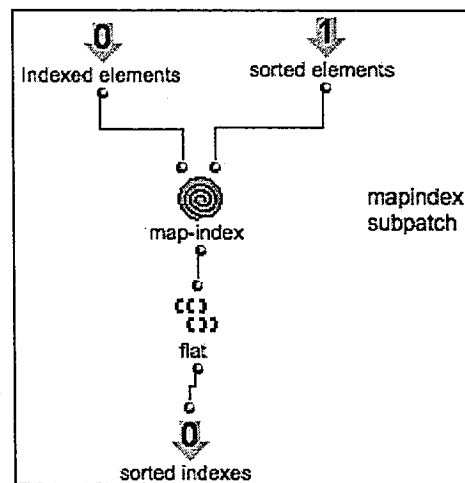 0
1
Indexed elements
sorted elements
mapindex
subpatch
map-index
flat
0
sorted indexes